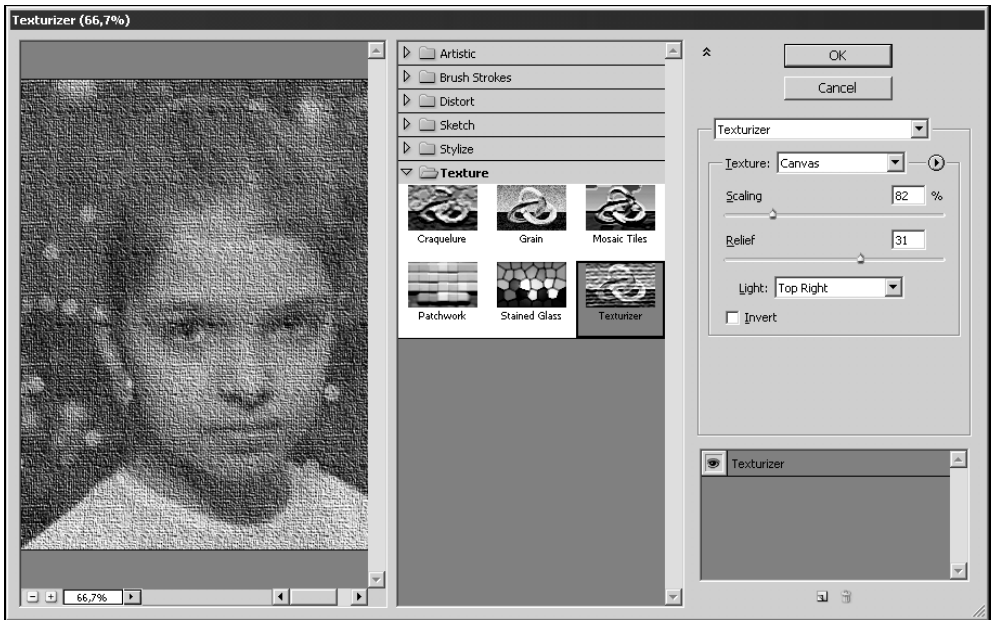 Texturizer (66,7%)
Artistic
Brush Strokes
Distort
Sketch
Stylize
Texture
Craquelure
Grain
Mosaic Tiles
Patchwork
Stained Glass
Texturizer
66,7%
OK
Cancel
Texturizer
Texture: Canvas
Scaling 82 %
Relief 31
Light: Top Right
Invert
Texturizer